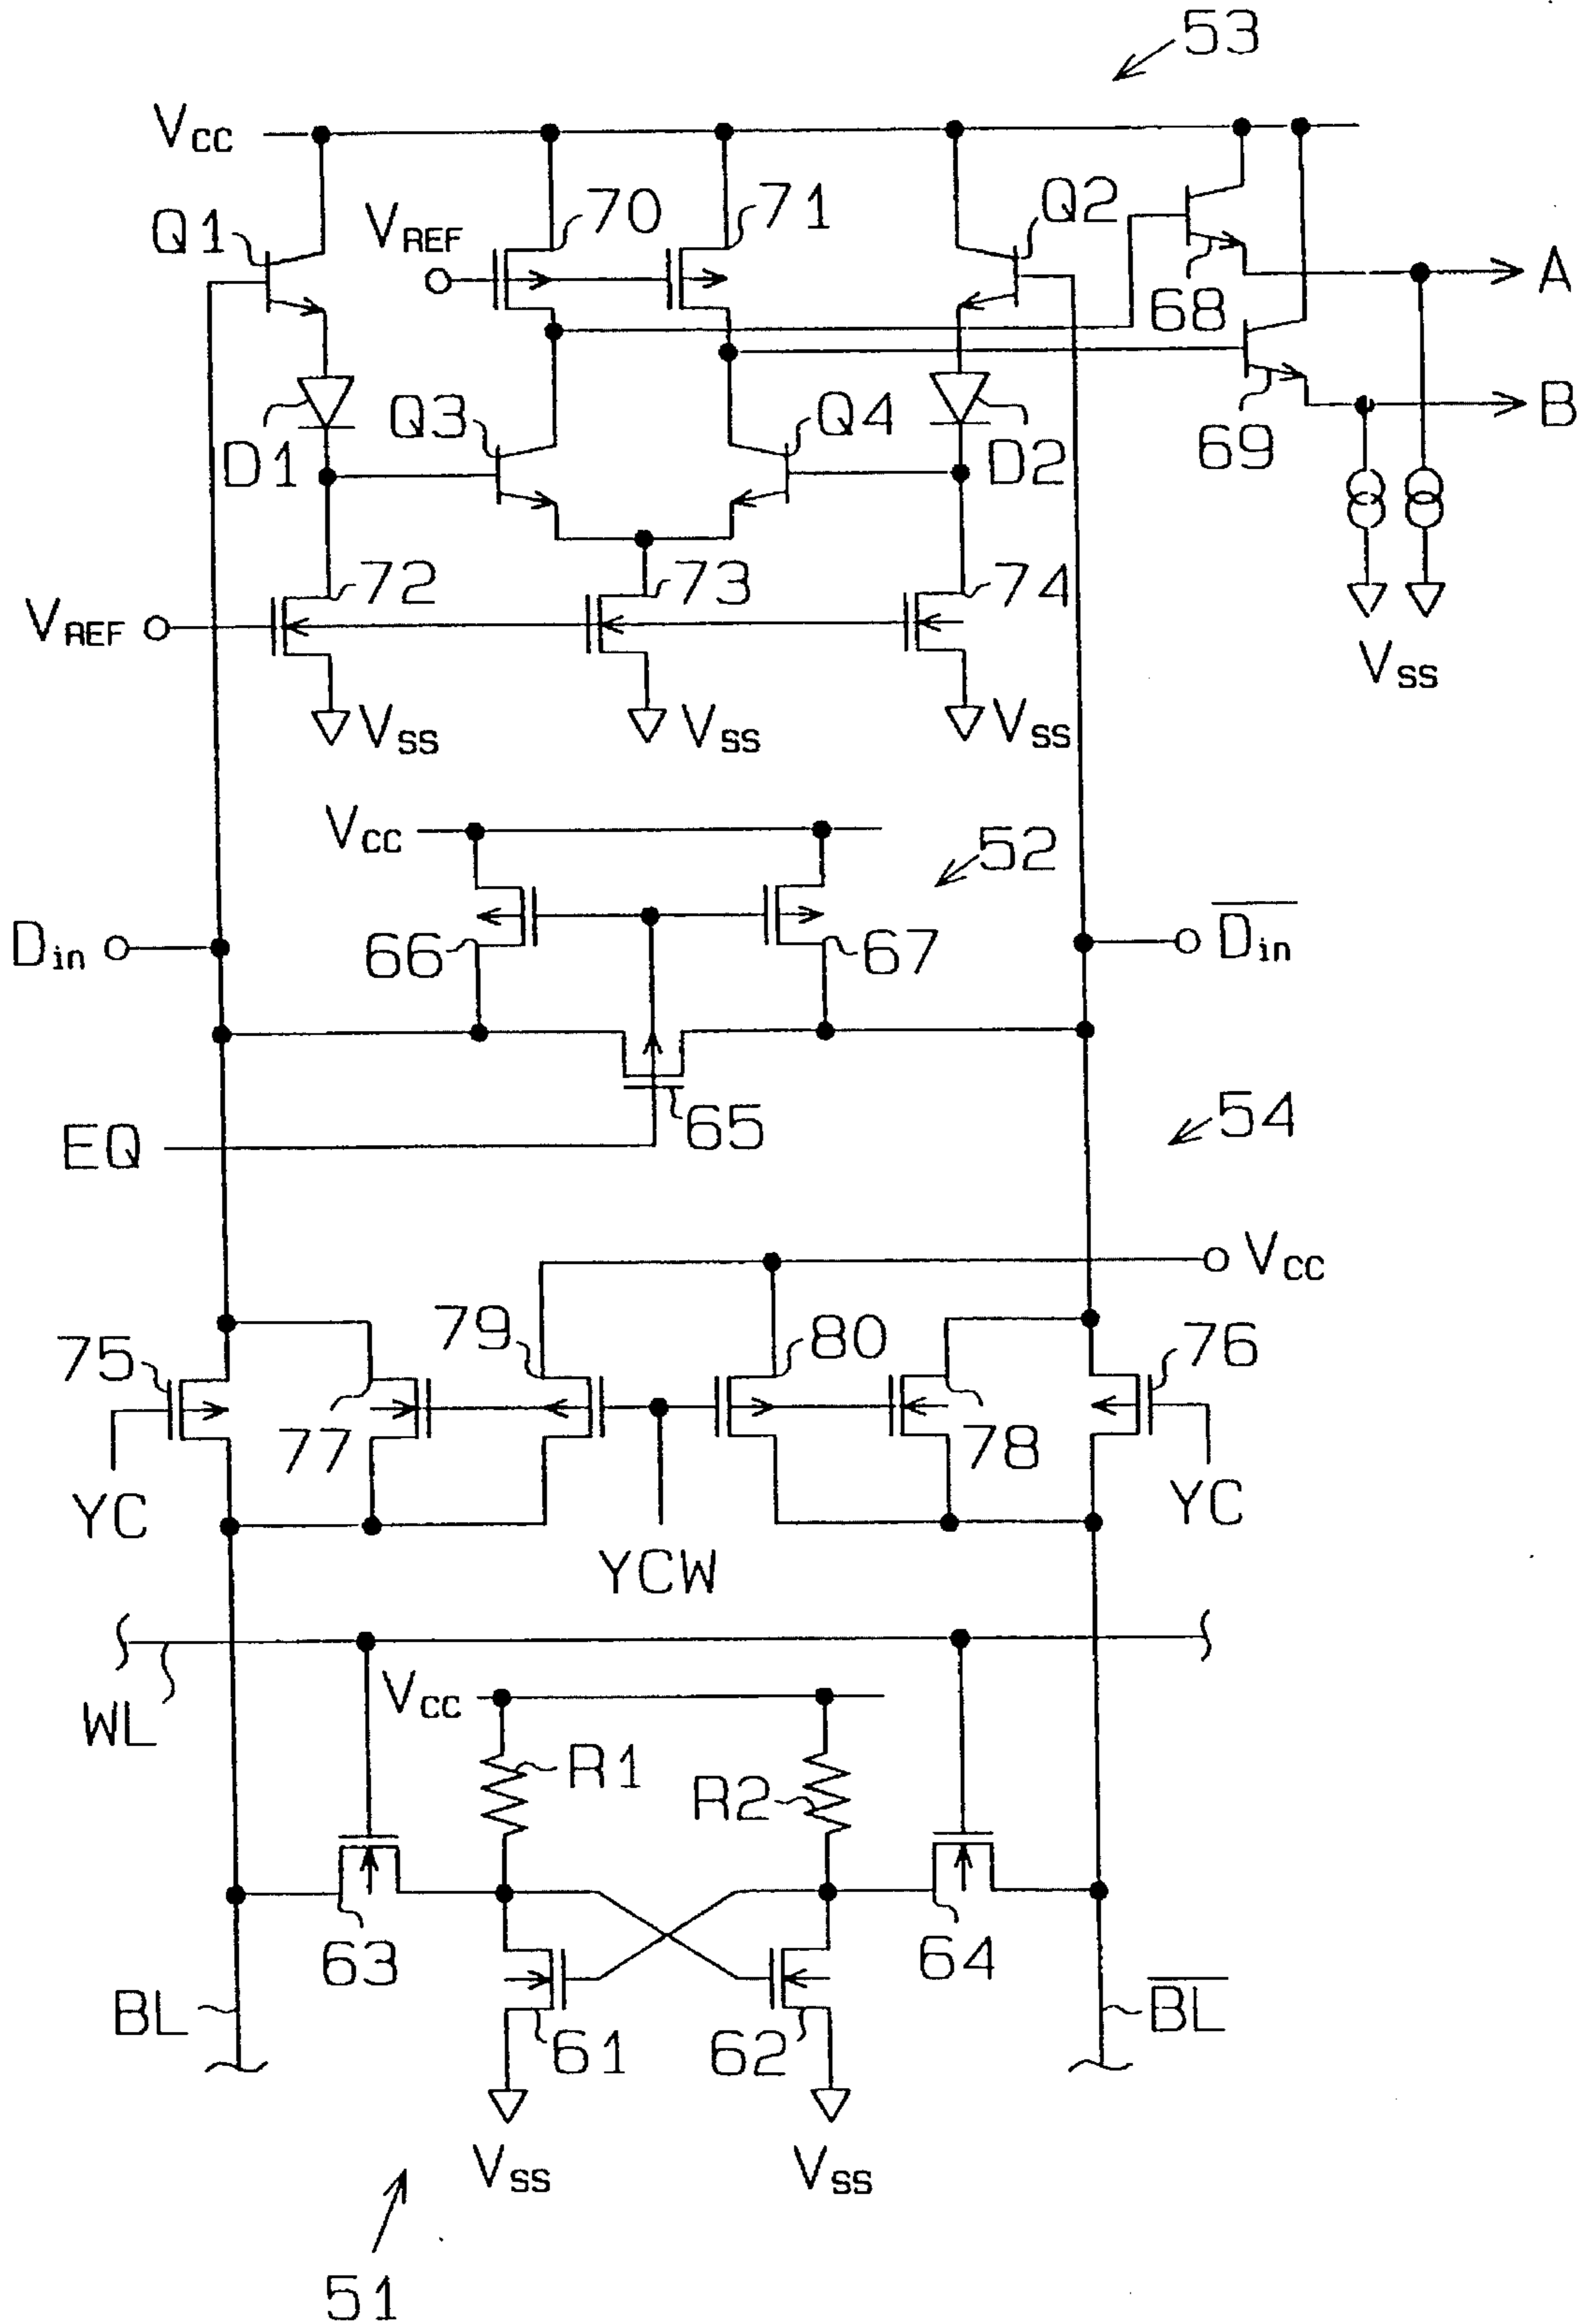 53
VCC
Q1
VREF
70
71
Q2
68
A
D1
Q3
Q4
D2
69
B
VREF
72
73
74
VSS
VSS
VSS
VSS
VCC
52
Din
66
67
Din
EQ
65
54
VCC
75
79
80
76
77
78
YC
YCW
YC
WL
VCC
R1
R2
63
64
BL
61
62
BL
VSS
VSS
51